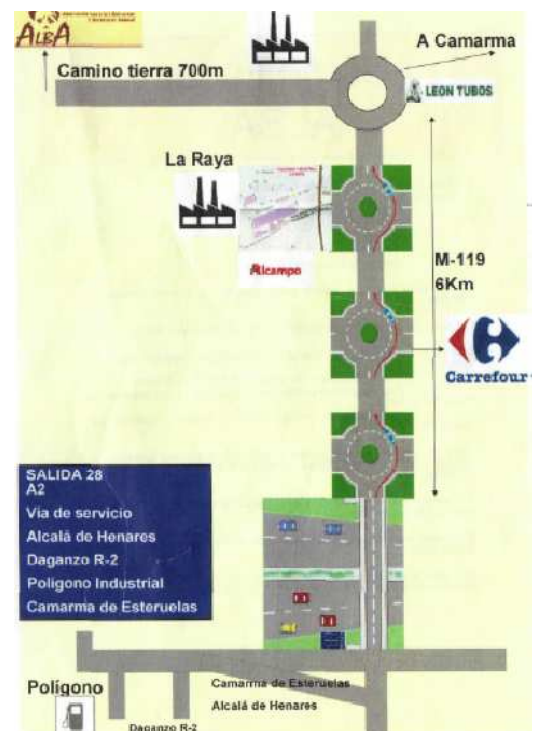 ALBA
A Camarma
Camino tierra 700m
LEON TUBOS
La Raya
Alcampo
M-119
6Km
Carrefour
SALIDA 28
A2
Via de servicio
Alcalá de Henares
Daganzo R-2
Polígono Industrial
Camarma de Esteruelas
Polígono
Camarma de Esteruelas
Alcalá de Henares
Daganzo R-2